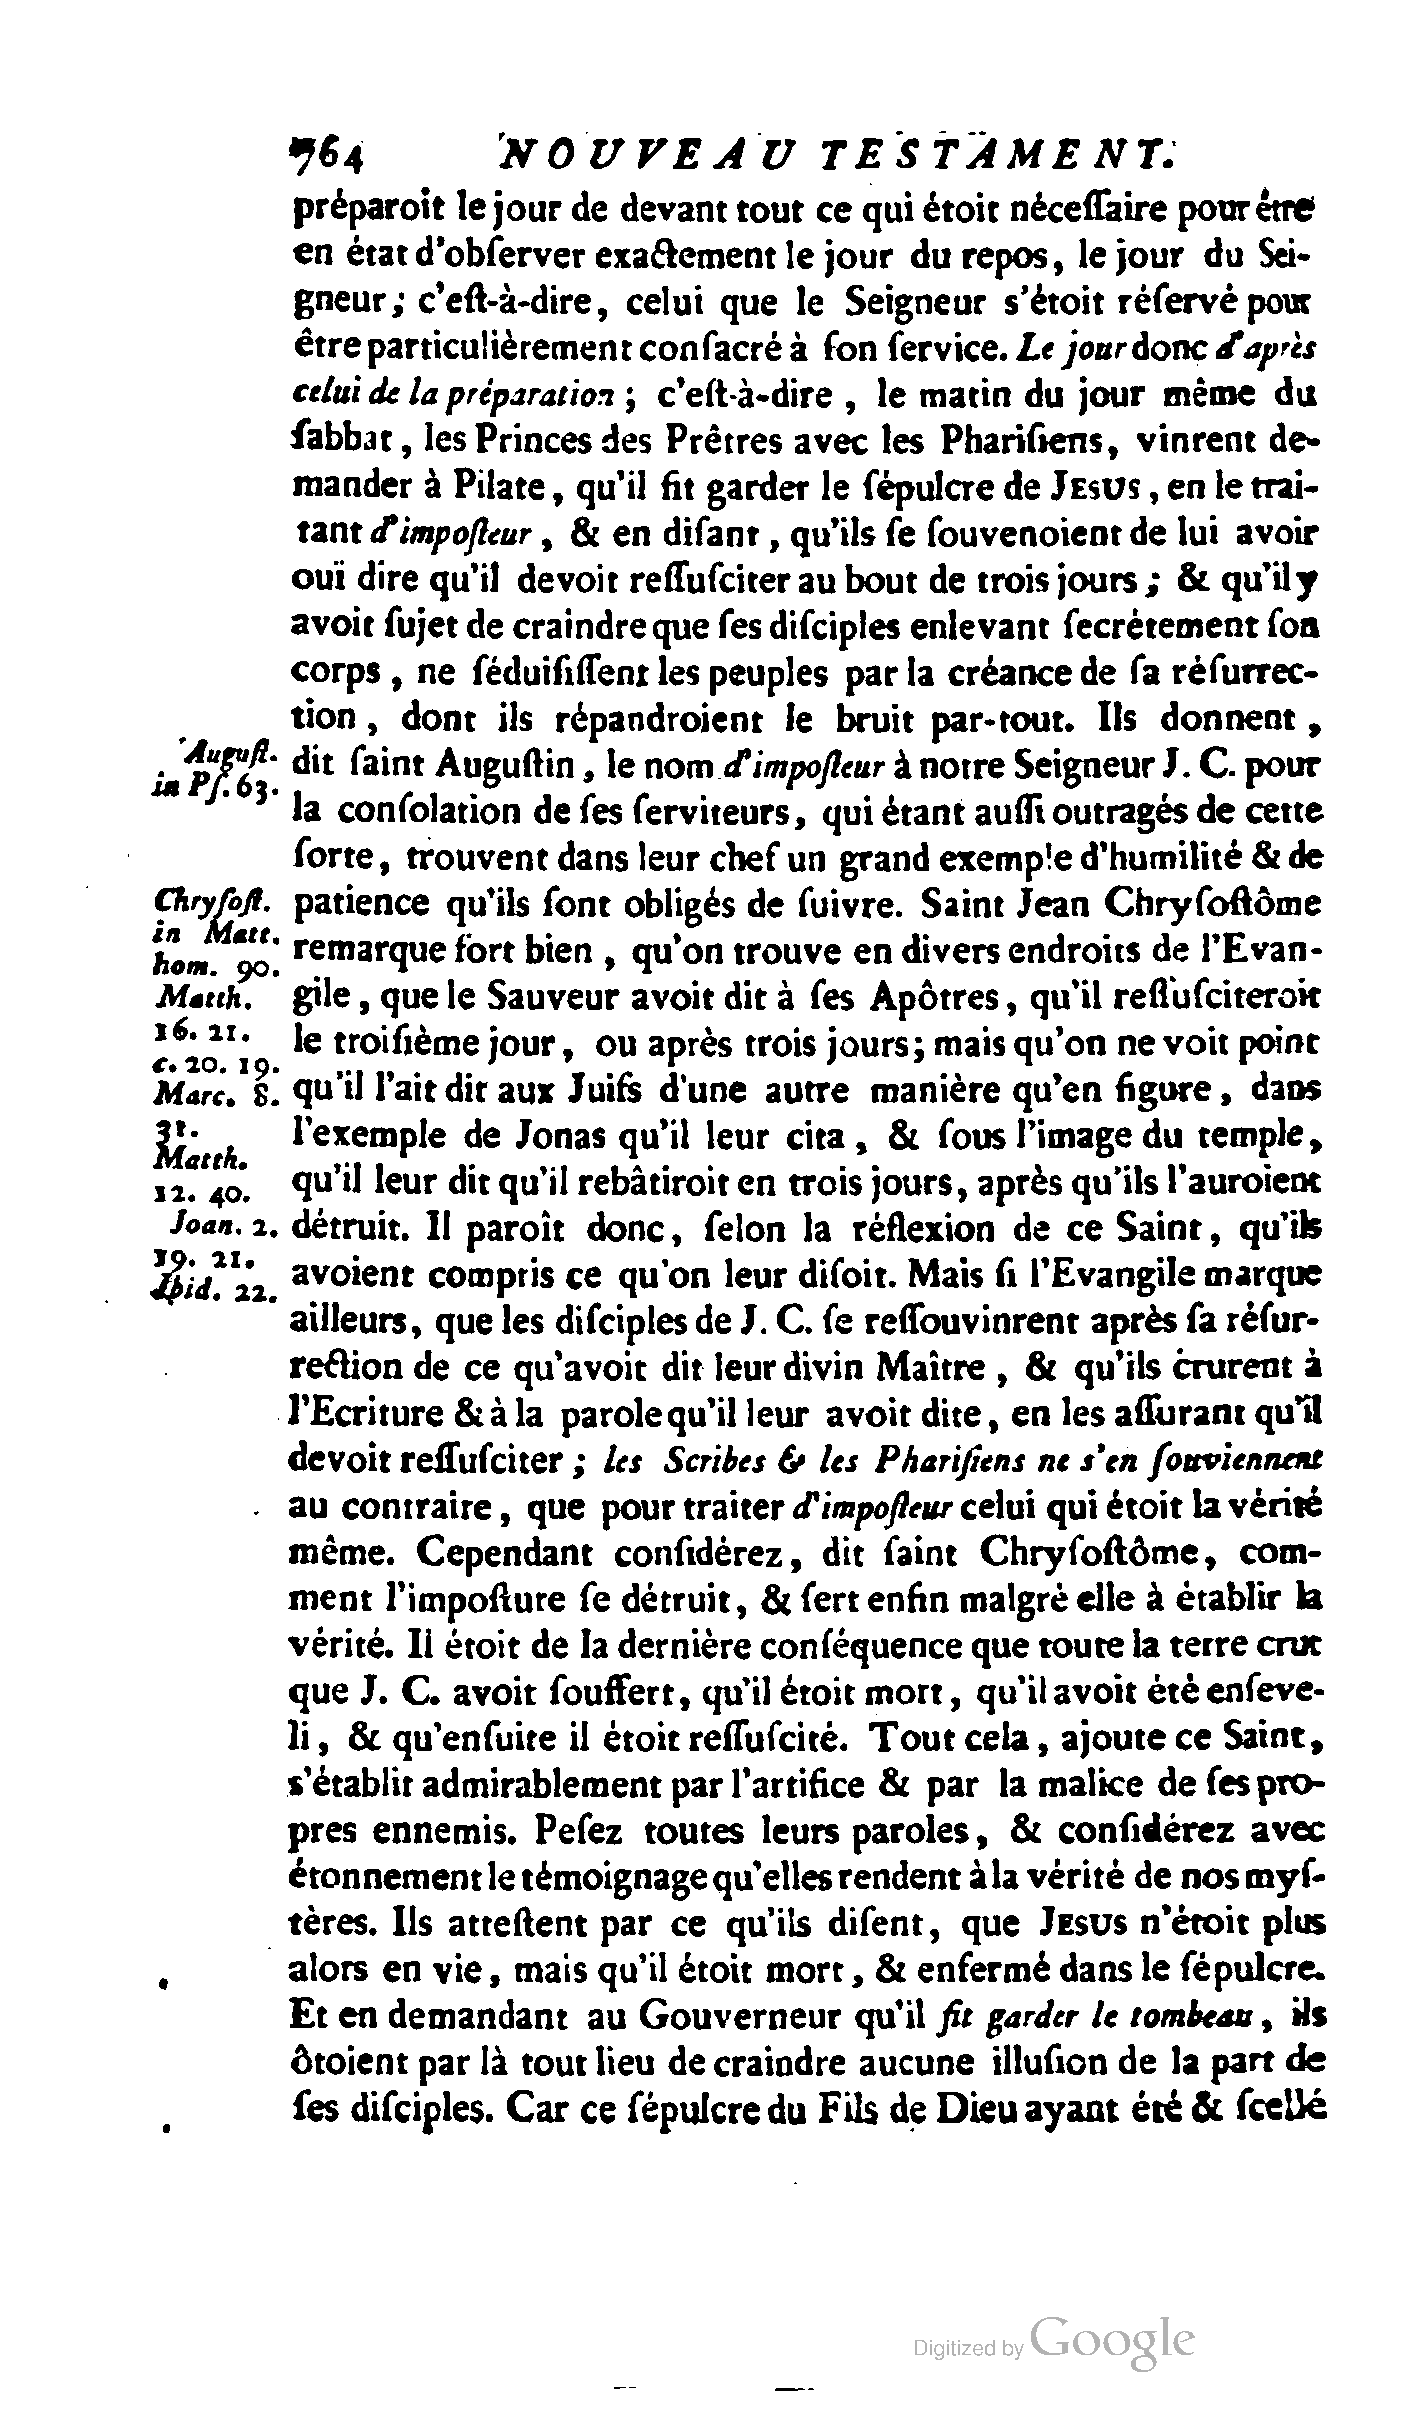 764 NOUVEAU TESTAMENT.
préparoit le jour de devant tout ce qui étoit néceſſaire pour être
en état d'obſerver exactement le jour du repos, le jour du Sei-
gneur; c'eſt-à-dire, celui que le Seigneur s'étoit réſervé pour
être particulièrement conſacré à ſon ſervice. Le jour donc d'après
celui de la préparation; c'eſt-à-dire, le matin du jour même du
ſabbat, les Princes des Prêtres avec les Phariſiens, vinrent de-
mander à Pilate, qu'il fit garder le ſépulcre de JESUS, en le trai-
tant d'impoſteur, & en diſant, qu'ils ſe ſouvenoient de lui avoir
ouï dire qu'il devoit reſſuſciter au bout de trois jours; & qu'il y
avoit ſujet de craindre que ſes diſciples enlevant ſecrétement ſon
corps, ne ſéduiſiſſent les peuples par la créance de ſa réſurrec-
tion, dont ils répandroient le bruit par-tout. Ils donnent,
Auguſt.
in Pſ. 63.
dit ſaint Auguſtin, le nom d'impoſteur à notre Seigneur J. C. pour
la conſolation de ſes ſerviteurs, qui étant auſſi outragés de cette
ſorte, trouvent dans leur chef un grand exemple d'humilité & de
Chryſoſt.
in Matt.
hom. 90.
Matth.
16. 21.
c. 20. 19.
Marc. 8.
31.
Matth.
12. 40.
Joan. 2.
19. 21.
Ibid. 22.
patience qu'ils ſont obligés de ſuivre. Saint Jean Chryſoſtôme
remarque fort bien, qu'on trouve en divers endroits de l'Evan-
gile, que le Sauveur avoit dit à ſes Apôtres, qu'il reſſuſciteroit
le troiſième jour, ou après trois jours; mais qu'on ne voit point
qu'il l'ait dit aux Juifs d'une autre manière qu'en figure, dans
l'exemple de Jonas qu'il leur cita, & ſous l'image du temple,
qu'il leur dit qu'il rebâtiroit en trois jours, après qu'ils l'auroient
détruit. Il paroît donc, ſelon la réflexion de ce Saint, qu'ils
avoient compris ce qu'on leur diſoit. Mais ſi l'Evangile marque
ailleurs, que les diſciples de J. C. ſe reſſouvinrent après ſa réſur-
rection de ce qu'avoit dit leur divin Maître, & qu'ils crurent à
l'Ecriture & à la parole qu'il leur avoit dite, en les aſſurant qu'il
devoit reſſuſciter; les Scribes & les Phariſiens ne s'en ſouviennent
au contraire, que pour traiter d'impoſteur celui qui étoit la vérité
même. Cependant conſidérez, dit ſaint Chryſoſtôme, com-
ment l'impoſture ſe détruit, & ſert enfin malgré elle à établir la
vérité. Il étoit de la dernière conſéquence que toute la terre crut
que J. C. avoit ſouffert, qu'il étoit mort, qu'il avoit été enſeve-
li, & qu'enſuite il étoit reſſuſcité. Tout cela, ajoute ce Saint,
s'établit admirablement par l'artifice & par la malice de ſes pro-
pres ennemis. Peſez toutes leurs paroles, & conſidérez avec
étonnement le témoignage qu'elles rendent à la vérité de nos myſ-
tères. Ils atteſtent par ce qu'ils diſent, que JESUS n'étoit plus
alors en vie, mais qu'il étoit mort, & enfermé dans le ſépulcre.
Et en demandant au Gouverneur qu'il fit garder le tombeau, ils
ôtoient par là tout lieu de craindre aucune illuſion de la part de
ſes diſciples. Car ce ſépulcre du Fils de Dieu ayant été & ſcellé
Digitized by Google